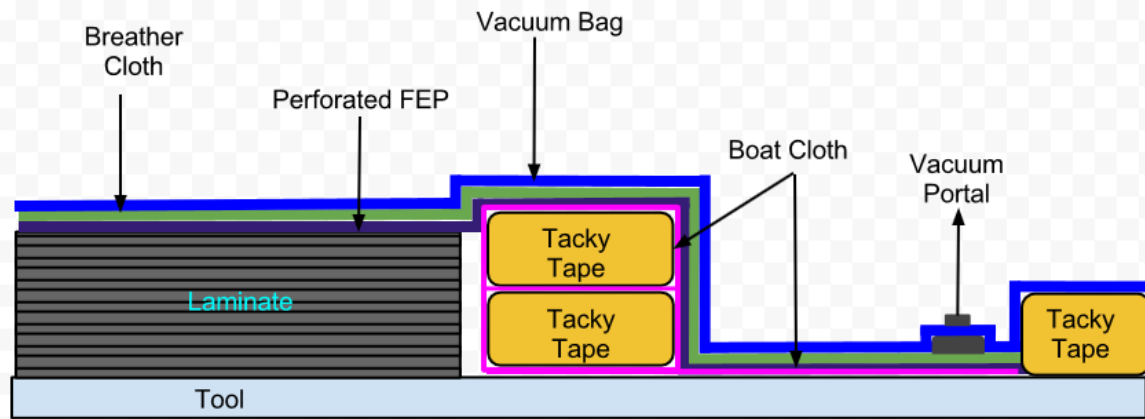 Vacuum Bag
Breather
Cloth
Perforated FEP
Boat Cloth
Vacuum
Portal
Tacky
Tape
Tacky
Tape
Laminate
Tacky
Tape
Tool